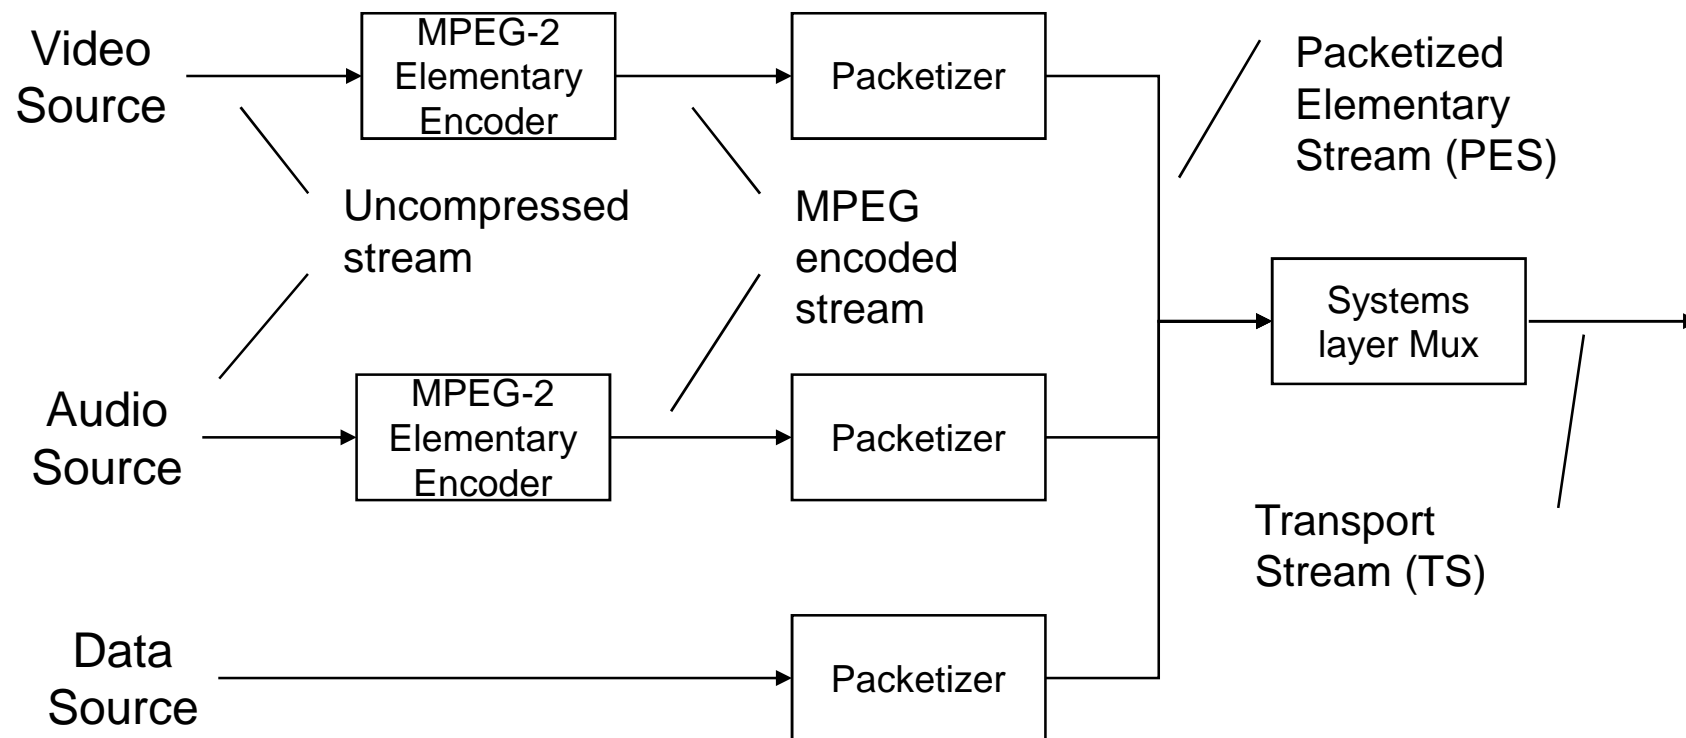 Video
Source
MPEG-2
Elementary
Encoder
Packetizer
Packetized
Elementary
Stream (PES)
Uncompressed
stream
MPEG
encoded
stream
Systems
layer Mux
Audio
Source
MPEG-2
Elementary
Encoder
Packetizer
Transport
Stream (TS)
Data
Source
Packetizer